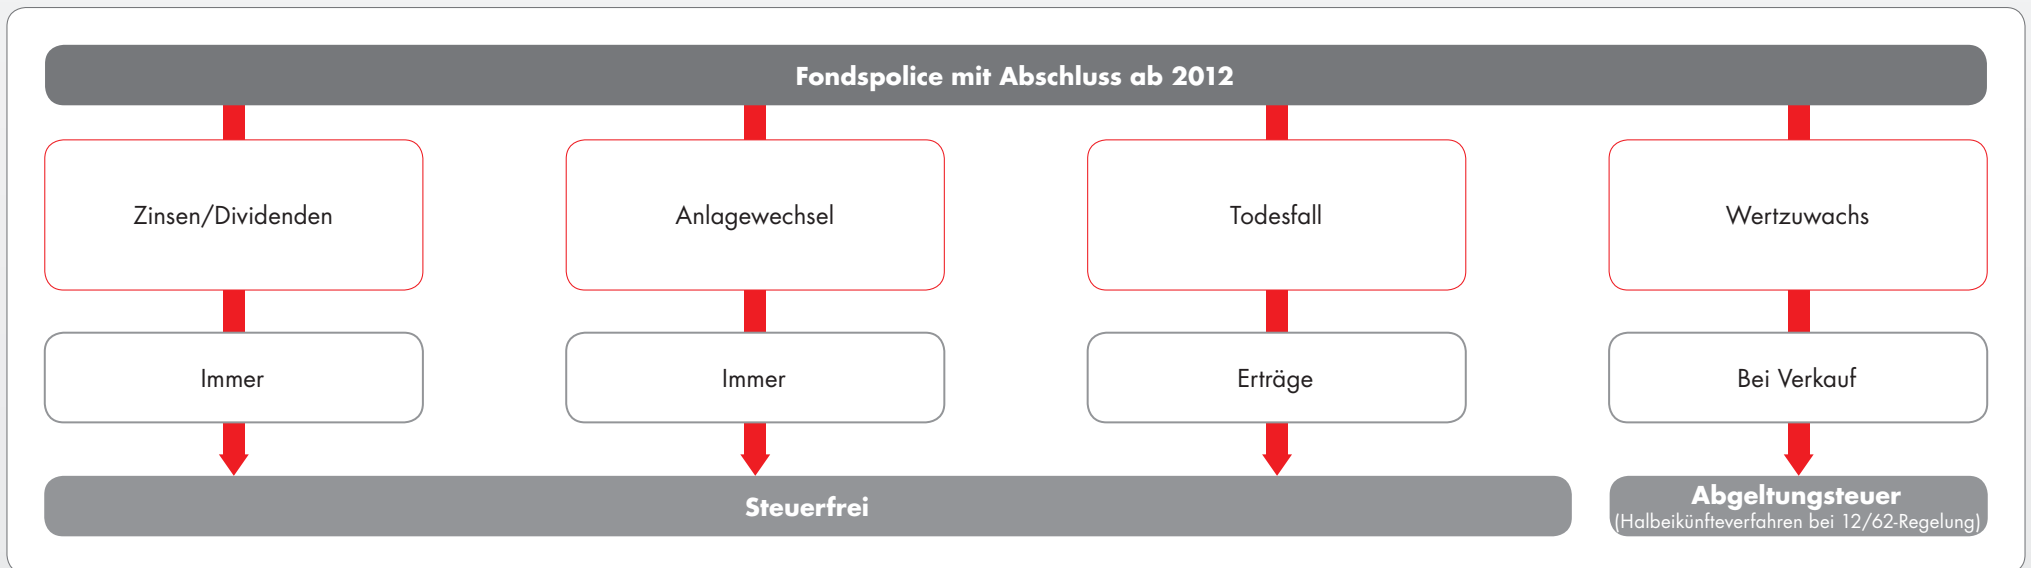 Fondspolice mit Abschluss ab 2012
Zinsen/Dividenden
Anlagewechsel
Todesfall
Wertzuwachs
Immer
Immer
Erträge
Bei Verkauf
Steuerfrei
Abgeltungsteuer
(Halbeikünfteverfahren bei 12/62-Regelung)